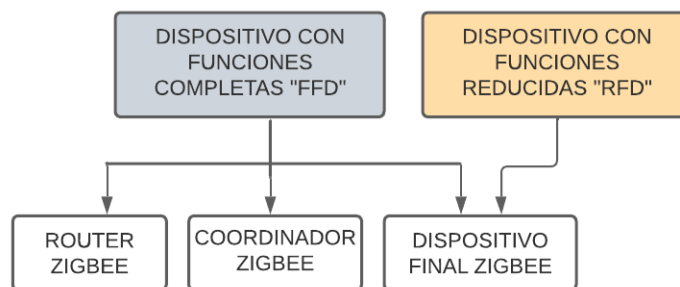 DISPOSITIVO CON
FUNCIONES
COMPLETAS "FFD"
DISPOSITIVO CON
FUNCIONES
REDUCIDAS "RFD"
ROUTER
ZIGBEE
COORDINADOR
ZIGBEE
DISPOSITIVO
FINAL ZIGBEE